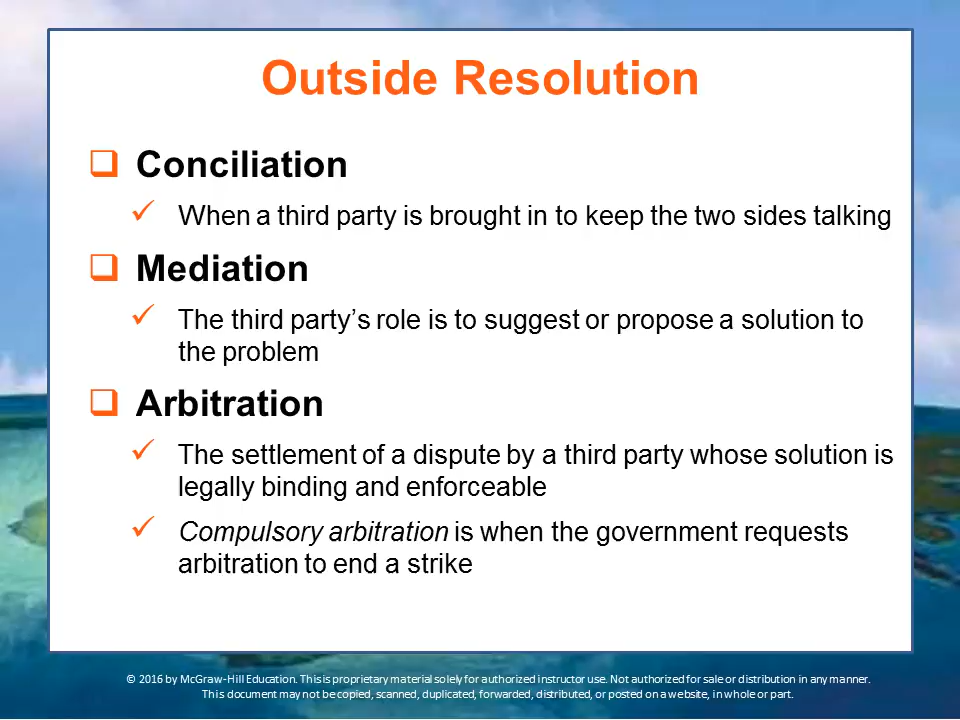 Outside Resolution
Conciliation
When a third party is brought in to keep the two sides talking
Mediation
The third party’s role is to suggest or propose a solution to
the problem
Arbitration
The settlement of a dispute by a third party whose solution is
legally binding and enforceable
Compulsory arbitration is when the government requests
arbitration to end a strike
© 2016 by McGraw-Hill Education. This is proprietary material solely for authorized instructor use. Not authorized for sale or distribution in any manner.
This document may not be copied, scanned, duplicated, forwarded, distributed, or posted on a website, in whole or part.